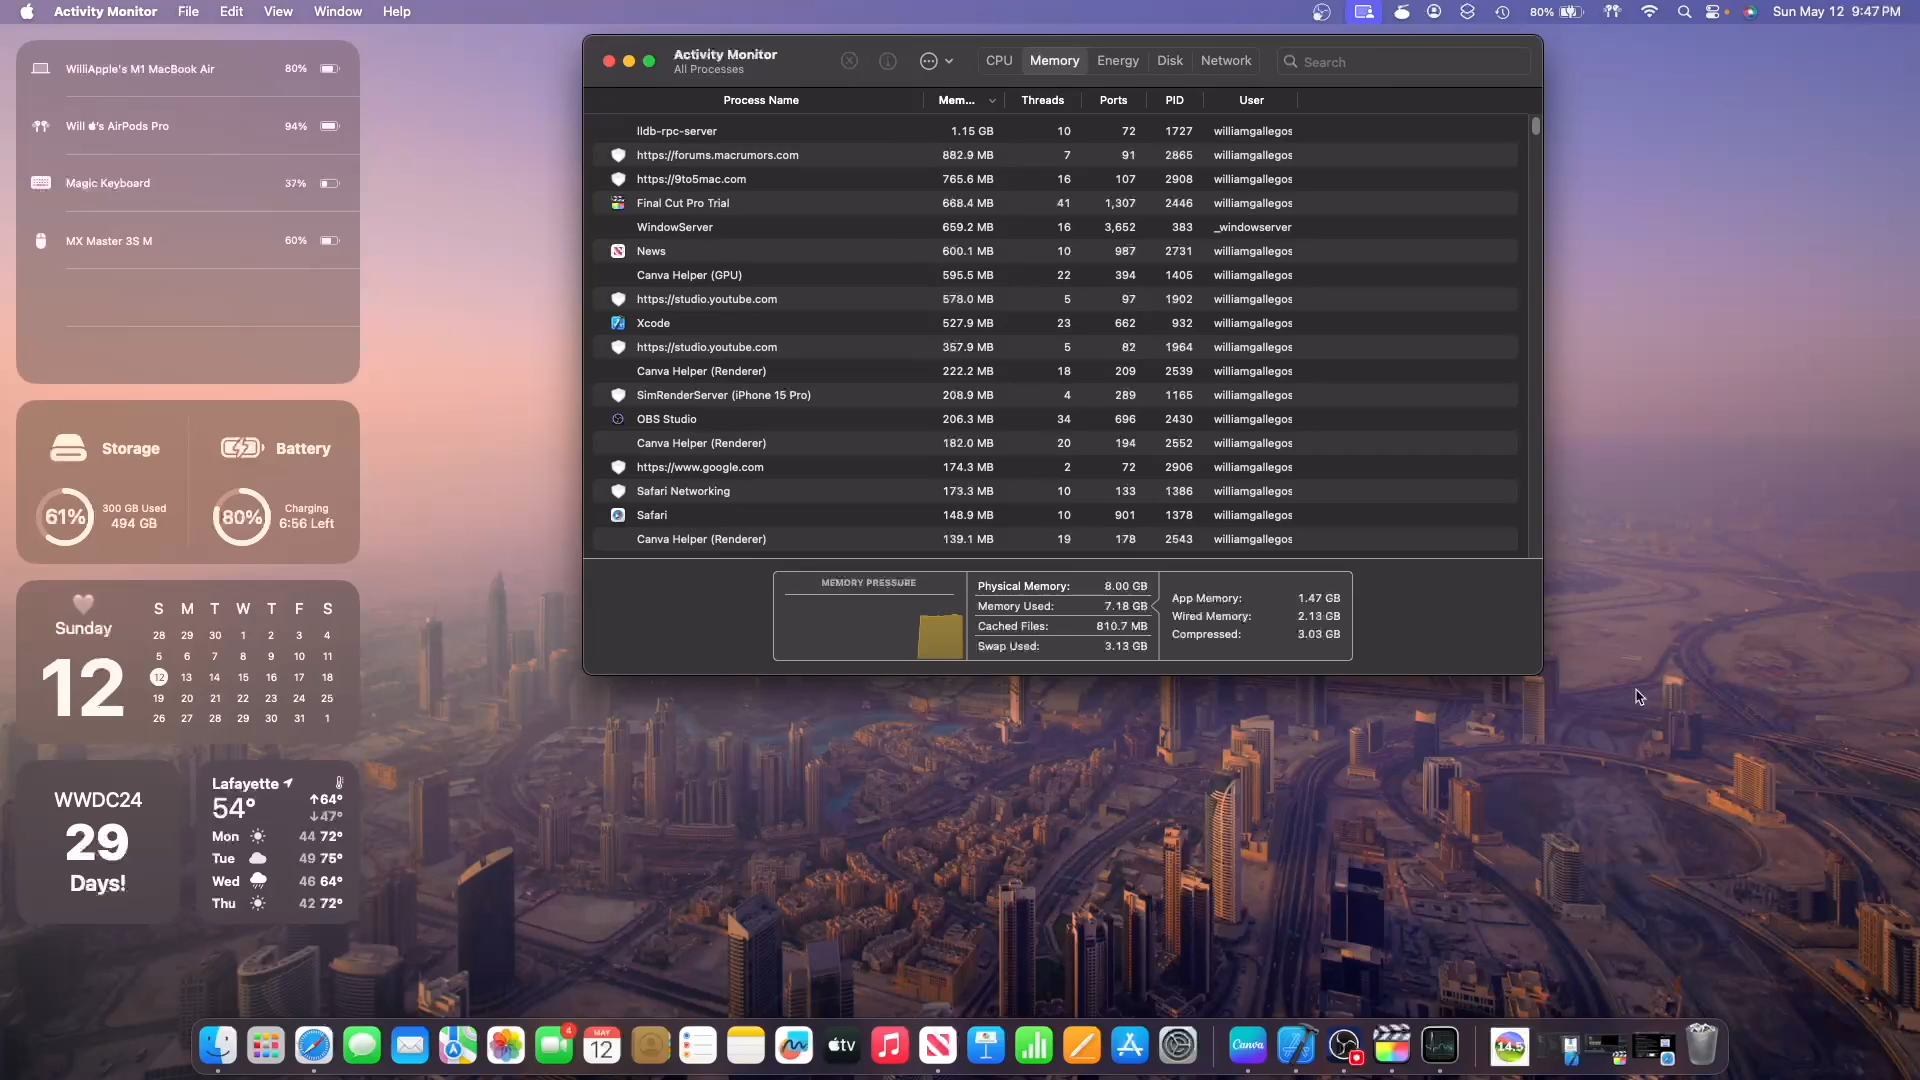 Activity Monitor File Edit View Window Help
80% Sun May 12 9:47 PM
WilliApple's M1 MacBook Air 80%
Will 's AirPods Pro 94%
Magic Keyboard 37%
MX Master 3S M 60%
Storage
61% 300 GB Used
494 GB
Battery
80% Charging
6:56 Left
Sunday
12
S M T W T F S
28 29 30 1 2 3 4
5 6 7 8 9 10 11
12 13 14 15 16 17 18
19 20 21 22 23 24 25
26 27 28 29 30 31 1
WWDC24
29
Days!
Lafayette
54° ↑64°
↓47°
Mon 44 72°
Tue 49 75°
Wed 46 64°
Thu 42 72°
Activity Monitor
All Processes
CPU Memory Energy Disk Network Search
Process Name Mem... Threads Ports PID User
lldb-rpc-server 1.15 GB 10 72 1727 williamgallegos
https://forums.macrumors.com 882.9 MB 7 91 2865 williamgallegos
https://9to5mac.com 765.6 MB 16 107 2908 williamgallegos
Final Cut Pro Trial 668.4 MB 41 1,307 2446 williamgallegos
WindowServer 659.2 MB 16 3,652 383 _windowserver
News 600.1 MB 10 987 2731 williamgallegos
Canva Helper (GPU) 595.5 MB 22 394 1405 williamgallegos
https://studio.youtube.com 578.0 MB 5 97 1902 williamgallegos
Xcode 527.9 MB 23 662 932 williamgallegos
https://studio.youtube.com 357.9 MB 5 82 1964 williamgallegos
Canva Helper (Renderer) 222.2 MB 18 209 2539 williamgallegos
SimRenderServer (iPhone 15 Pro) 208.9 MB 4 289 1165 williamgallegos
OBS Studio 206.3 MB 34 696 2430 williamgallegos
Canva Helper (Renderer) 182.0 MB 20 194 2552 williamgallegos
https://www.google.com 174.3 MB 2 72 2906 williamgallegos
Safari Networking 173.3 MB 10 133 1386 williamgallegos
Safari 148.9 MB 10 901 1378 williamgallegos
Canva Helper (Renderer) 139.1 MB 19 178 2543 williamgallegos
MEMORY PRESSURE
Physical Memory: 8.00 GB
Memory Used: 7.18 GB
Cached Files: 810.7 MB
Swap Used: 3.13 GB
App Memory: 1.47 GB
Wired Memory: 2.13 GB
Compressed: 3.03 GB
4
MAY
12
tv
Canva
14.5